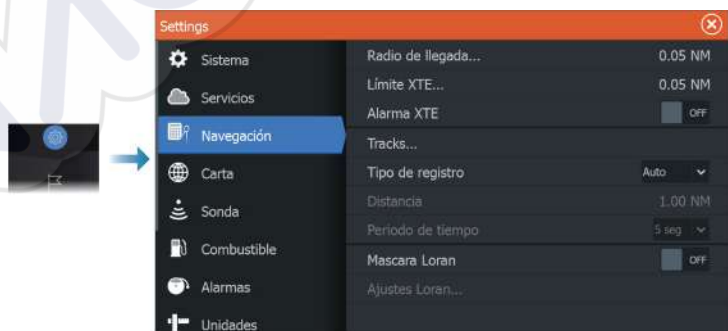 Settings
Sistema
Servicios
Navegación
Carta
Sonda
Combustible
Alarmas
Unidades
Radio de llegada... 0.05 NM
Límite XTE... 0.05 NM
Alarma XTE OFF
Tracks...
Tipo de registro Auto
Distancia 1.00 NM
Periodo de tiempo 5 seg
Mascara Loran OFF
Ajustes Loran...